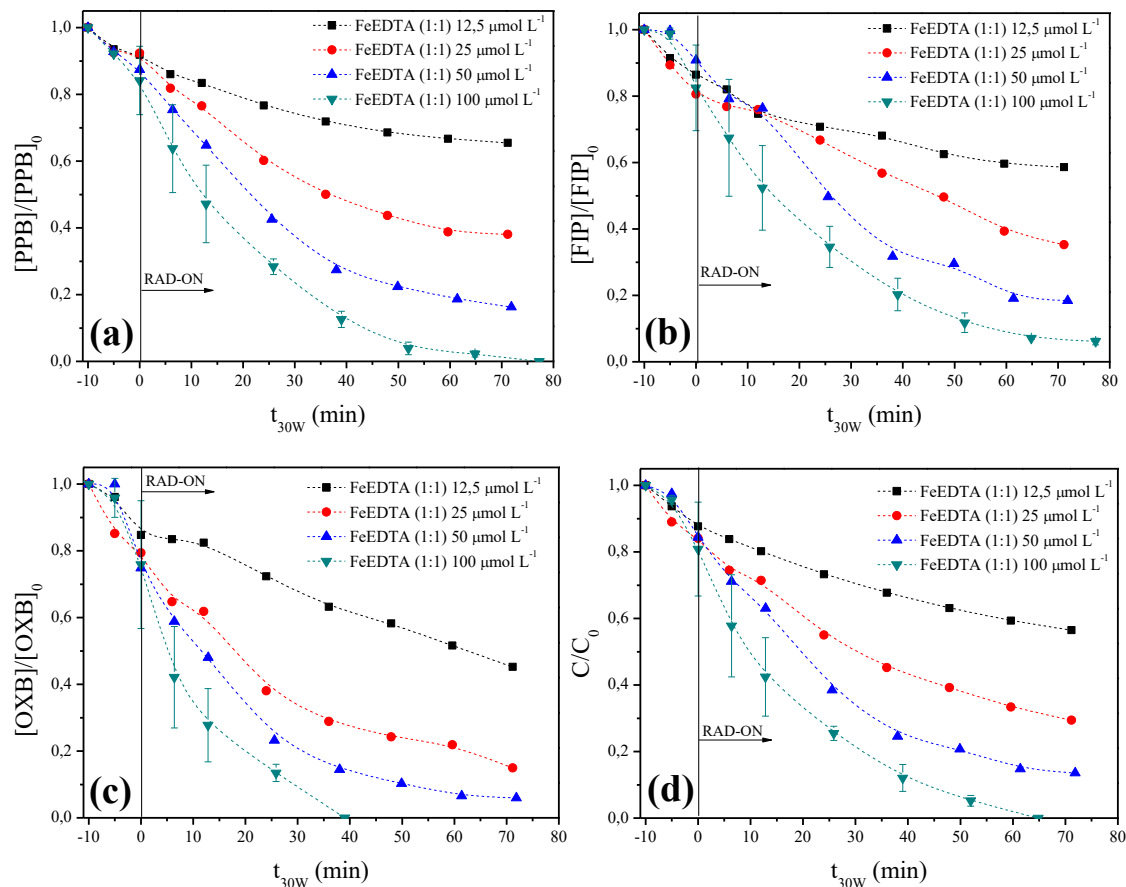 FeEDTA (1:1) 12,5 μmol L-1
FeEDTA (1:1) 25 μmol L-1
FeEDTA (1:1) 50 μmol L-1
FeEDTA (1:1) 100 μmol L-1
[PPB]/[PPB]0
1,0
0,8
0,6
0,4
0,2
0,0
RAD-ON
(a)
-10 0 10 20 30 40 50 60 70 80
t30W (min)
FeEDTA (1:1) 12,5 μmol L-1
FeEDTA (1:1) 25 μmol L-1
FeEDTA (1:1) 50 μmol L-1
FeEDTA (1:1) 100 μmol L-1
[FIP]/[FIP]0
1,0
0,8
0,6
0,4
0,2
0,0
RAD-ON
(b)
-10 0 10 20 30 40 50 60 70 80
t30W (min)
RAD-ON
FeEDTA (1:1) 12,5 μmol L-1
FeEDTA (1:1) 25 μmol L-1
FeEDTA (1:1) 50 μmol L-1
FeEDTA (1:1) 100 μmol L-1
[OXB]/[OXB]0
1,0
0,8
0,6
0,4
0,2
0,0
(c)
-10 0 10 20 30 40 50 60 70 80
t30W (min)
FeEDTA (1:1) 12,5 μmol L-1
FeEDTA (1:1) 25 μmol L-1
FeEDTA (1:1) 50 μmol L-1
FeEDTA (1:1) 100 μmol L-1
C/C0
1,0
0,8
0,6
0,4
0,2
0,0
RAD-ON
(d)
-10 0 10 20 30 40 50 60 70 80
t30W (min)